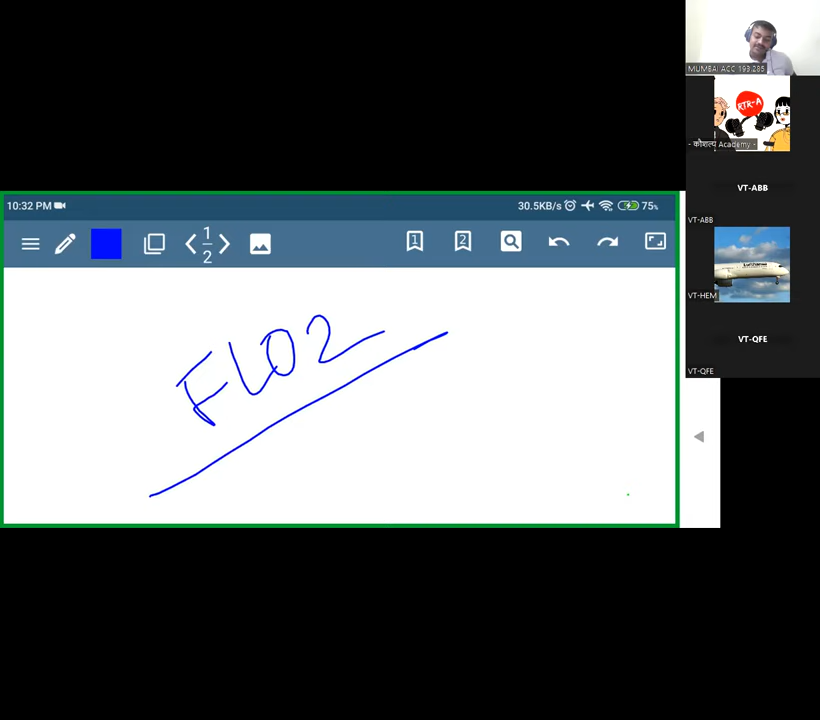 10:32 PM
30.5KB/s
75%
1
2
1
2
FL02
MUMBAI ACC 193.285
RTR-A
- कौशल्य Academy -
VT-ABB
VT-ABB
Lufthansa
VT-HEM
VT-QFE
VT-QFE